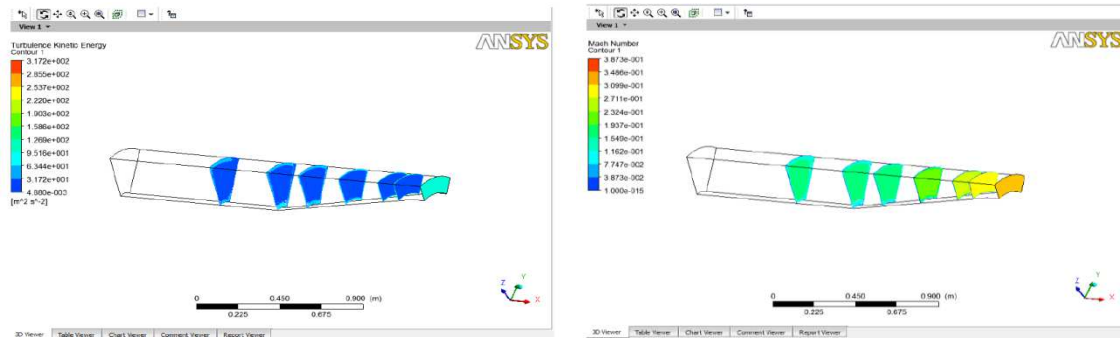 View 1
Turbulence Kinetic Energy
Contour 1
3.172e+002
2.855e+002
2.537e+002
2.220e+002
1.903e+002
1.586e+002
1.269e+002
9.516e+001
6.344e+001
3.172e+001
4.980e-003
[m^2 s^-2]
ANSYS
Z
Y
X
0 0.450 0.900 (m)
0.225 0.675
3D Viewer Table Viewer Chart Viewer Comment Viewer Report Viewer
View 1
Mach Number
Contour 1
3.873e-001
3.486e-001
3.099e-001
2.711e-001
2.324e-001
1.937e-001
1.549e-001
1.162e-001
7.747e-002
3.873e-002
1.000e-015
ANSYS
Z
Y
X
0 0.450 0.900 (m)
0.225 0.675
3D Viewer Table Viewer Chart Viewer Comment Viewer Report Viewer